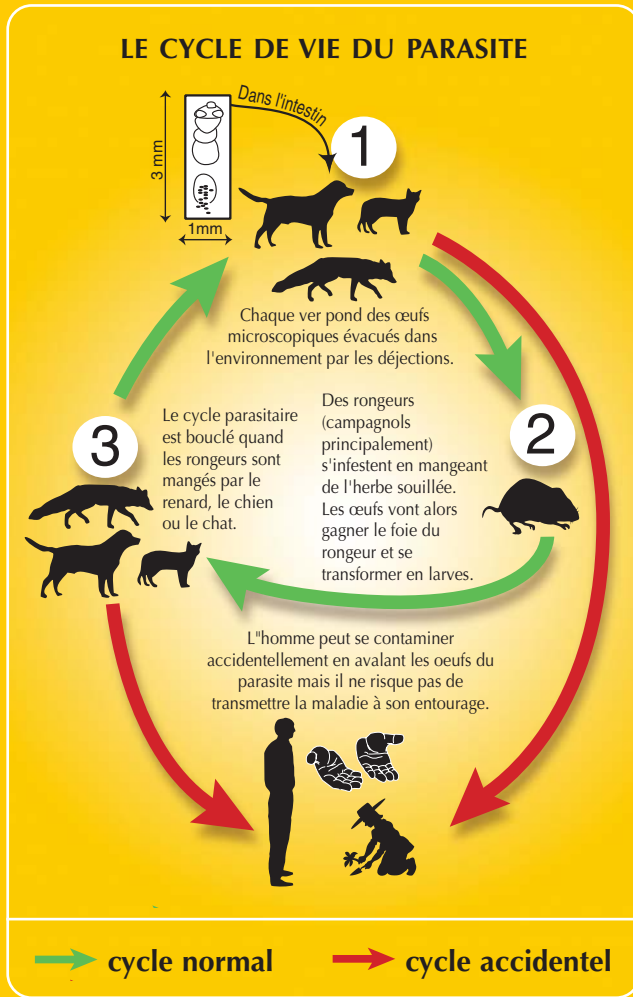 LE CYCLE DE VIE DU PARASITE
Dans l'intestin
1
3 mm
1mm
Chaque ver pond des œufs
microscopiques évacués dans
l'environnement par les déjections.
3
Le cycle parasitaire
est bouclé quand
les rongeurs sont
mangés par le
renard, le chien
ou le chat.
Des rongeurs
(campagnols
principalement)
s'infestent en mangeant
de l'herbe souillée.
Les œufs vont alors
gagner le foie du
rongeur et se
transformer en larves.
2
L"homme peut se contaminer
accidentellement en avalant les oeufs du
parasite mais il ne risque pas de
transmettre la maladie à son entourage.
cycle normal
cycle accidentel